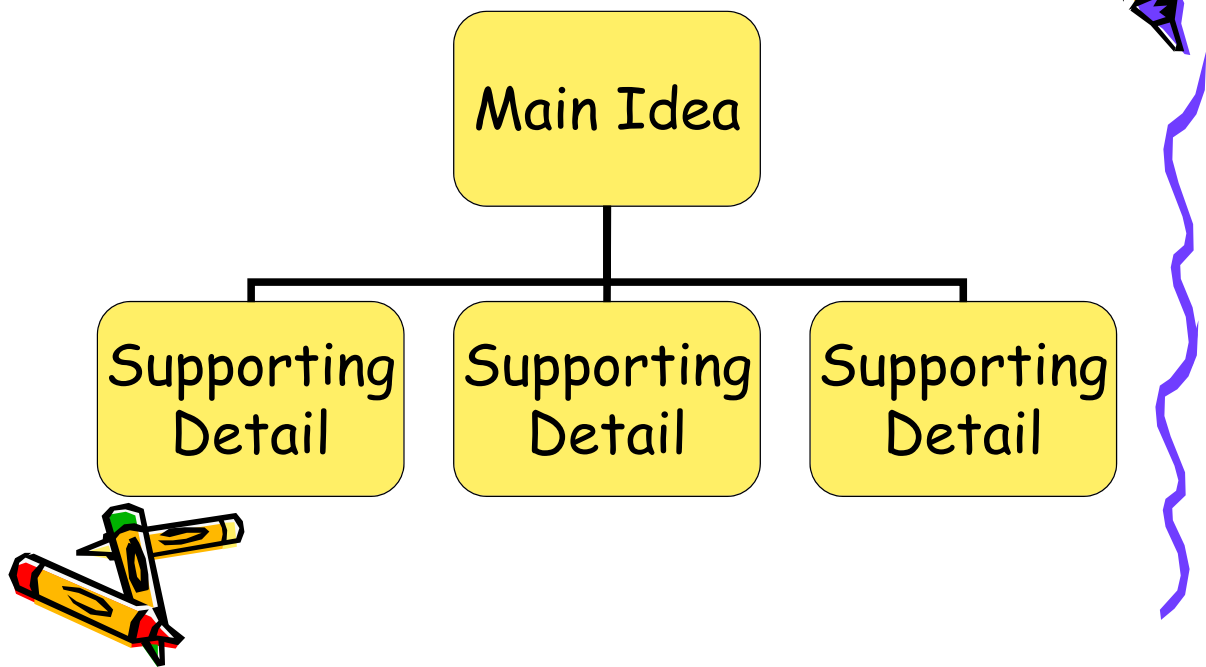 Main Idea
Supporting
Detail
Supporting
Detail
Supporting
Detail